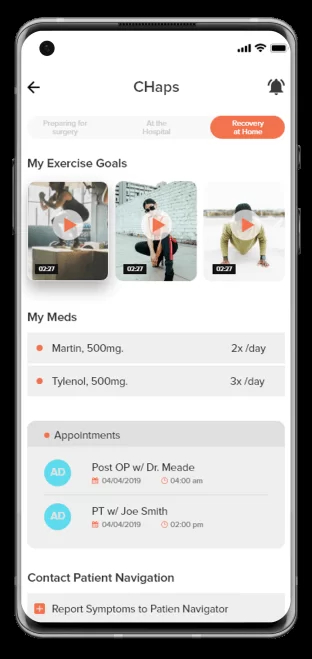 CHaps
Preparing for
surgery
At the
Hospital
Recovery
at Home
My Exercise Goals
02:27
02:27
02:27
My Meds
Martin, 500mg.
2x /day
Tylenol, 500mg.
3x /day
Appointments
AD
Post OP w/ Dr. Meade
04/04/2019
04:00 am
AD
PT w/ Joe Smith
04/04/2019
02:00 pm
Contact Patient Navigation
Report Symptoms to Patien Navigator